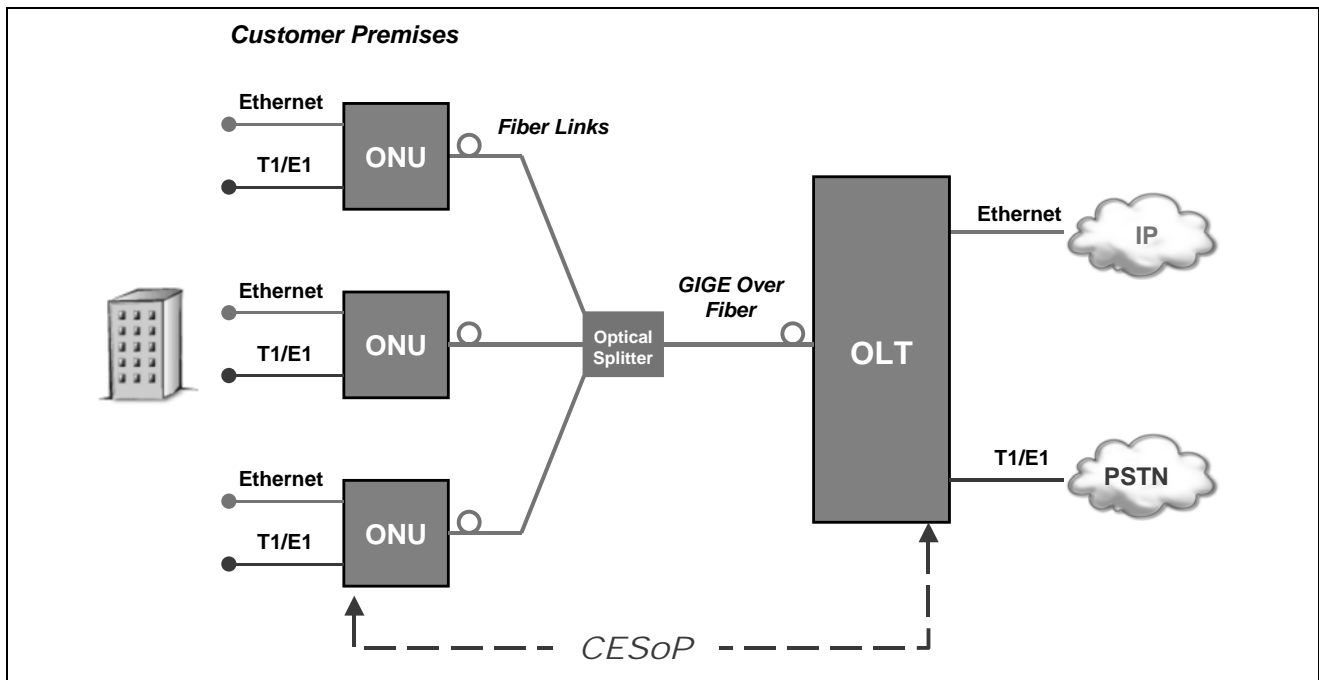 Customer Premises
Ethernet
T1/E1
ONU
Fiber Links
Ethernet
T1/E1
ONU
Optical
Splitter
GIGE Over
Fiber
OLT
Ethernet
IP
T1/E1
PSTN
Ethernet
T1/E1
ONU
CESoP